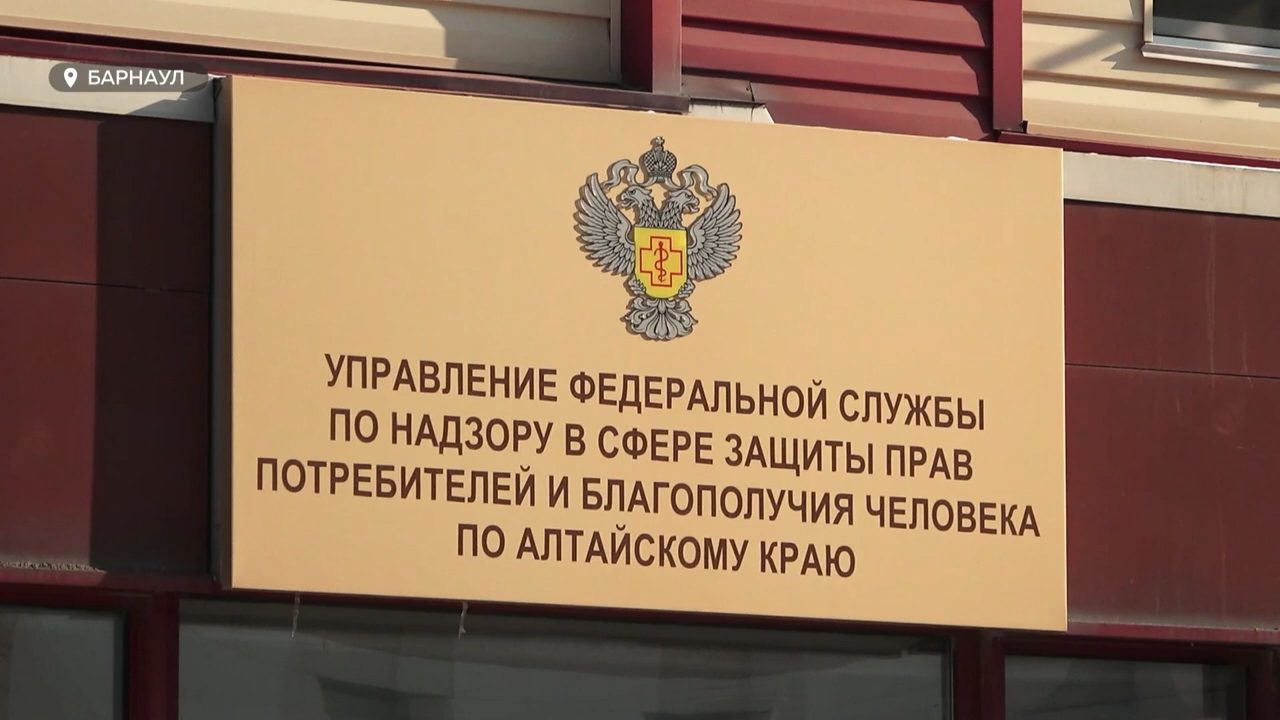 БАРНАУЛ
УПРАВЛЕНИЕ ФЕДЕРАЛЬНОЙ СЛУЖБЫ
ПО НАДЗОРУ В СФЕРЕ ЗАЩИТЫ ПРАВ
ПОТРЕБИТЕЛЕЙ И БЛАГОПОЛУЧИЯ ЧЕЛОВЕКА
ПО АЛТАЙСКОМУ КРАЮ